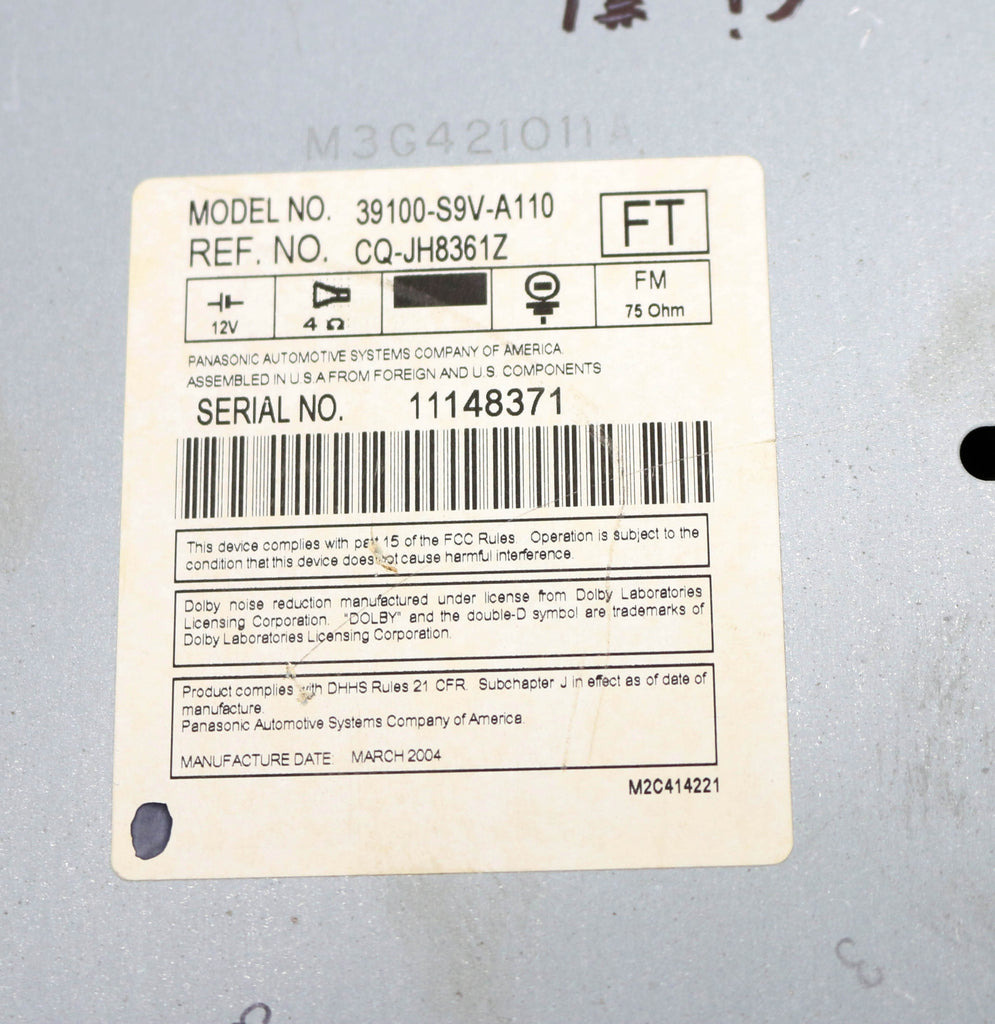 M3G421011A
MODEL NO. 39100-S9V-A110
REF. NO. CQ-JH8361Z
FT
12V
4 Ω
FM
75 Ohm
PANASONIC AUTOMOTIVE SYSTEMS COMPANY OF AMERICA.
ASSEMBLED IN U.S.A FROM FOREIGN AND U.S. COMPONENTS
SERIAL NO. 11148371
This device complies with part 15 of the FCC Rules. Operation is subject to the
condition that this device does not cause harmful interference.
Dolby noise reduction manufactured under license from Dolby Laboratories
Licensing Corporation. "DOLBY" and the double-D symbol are trademarks of
Dolby Laboratories Licensing Corporation.
Product complies with DHHS Rules 21 CFR. Subchapter J in effect as of date of
manufacture.
Panasonic Automotive Systems Company of America.
MANUFACTURE DATE: MARCH 2004
M2C414221
3